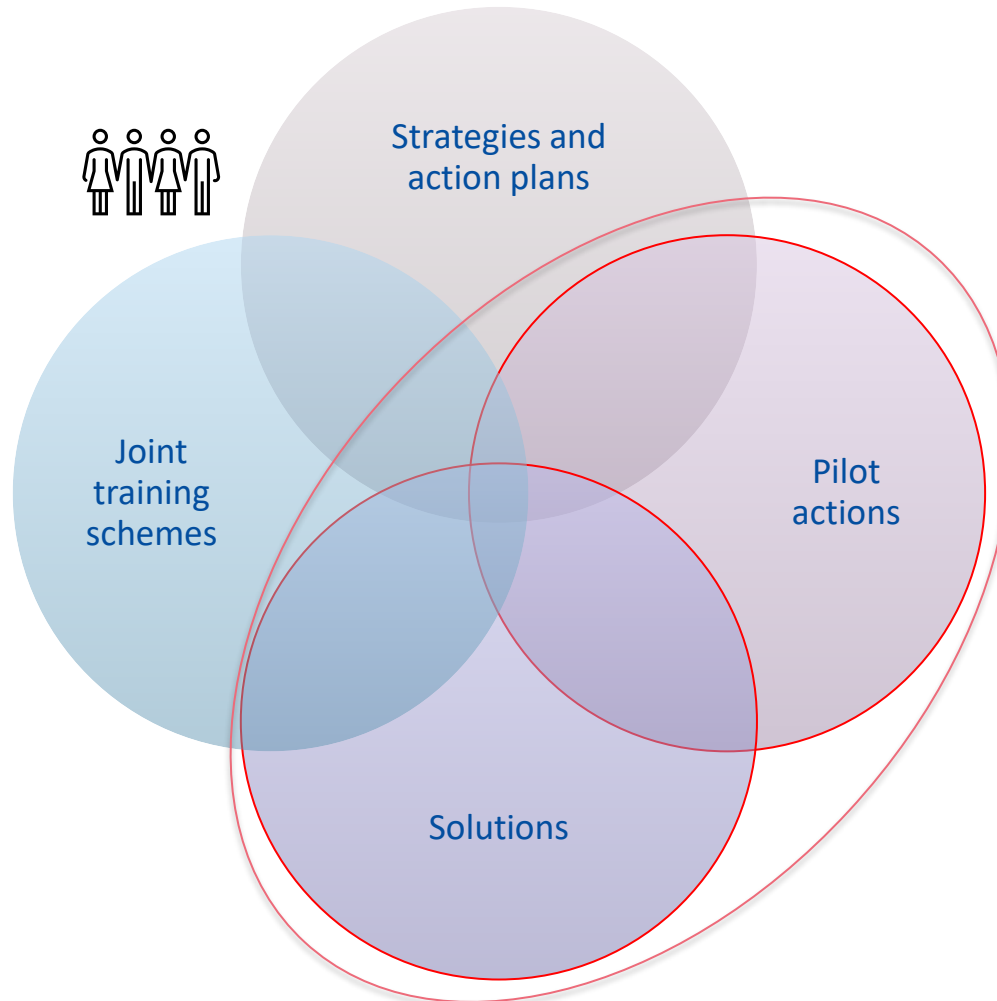 Strategies and
action plans
Joint
training
schemes
Pilot
actions
Solutions